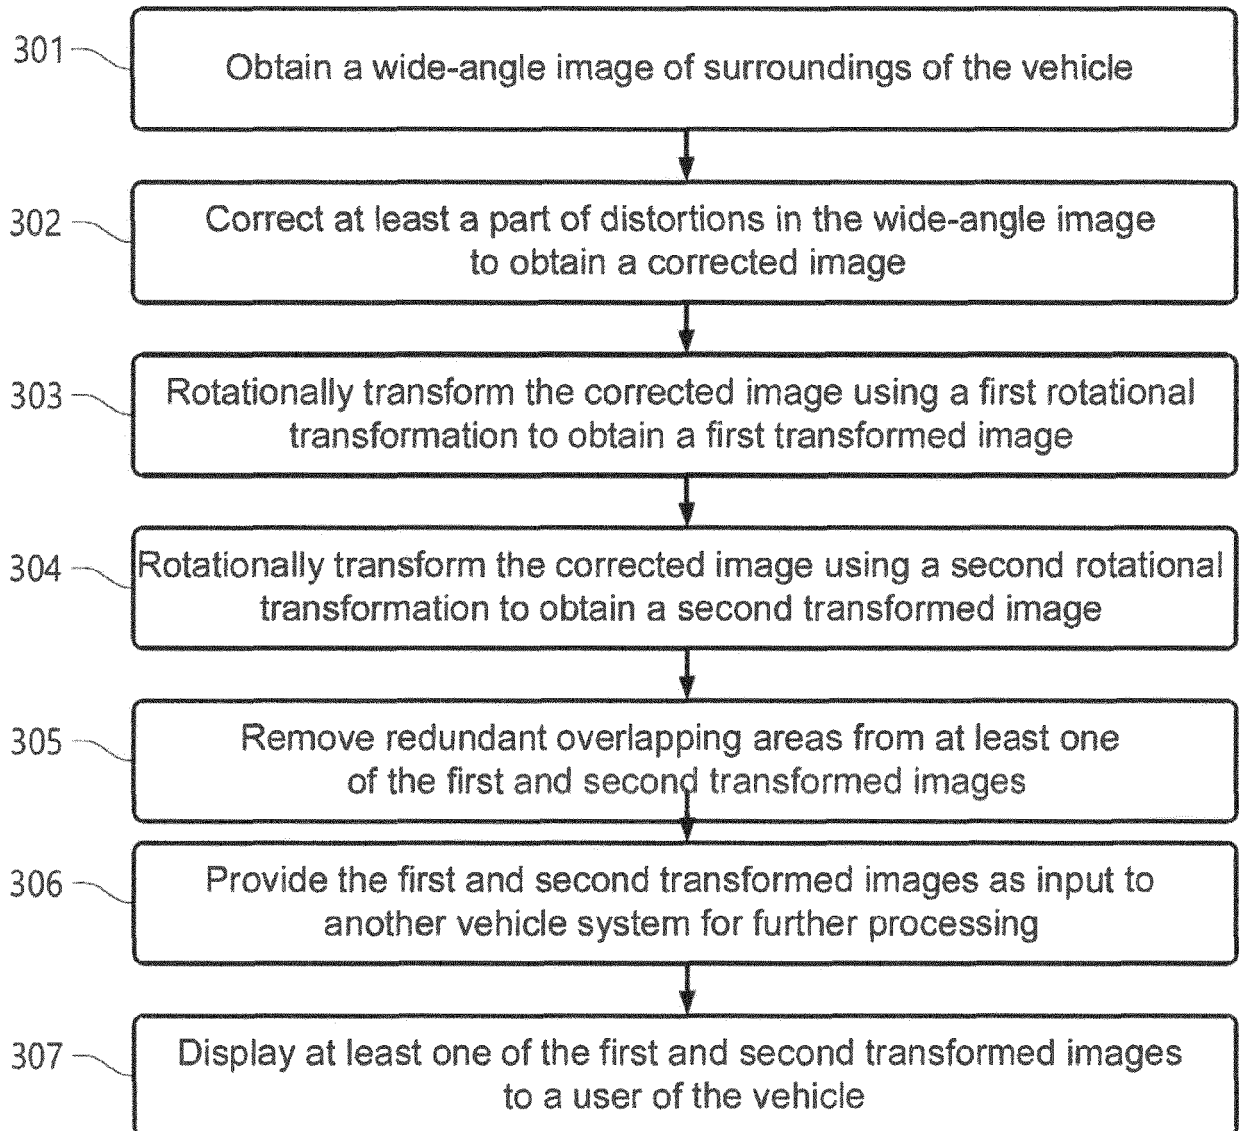 301
Obtain a wide-angle image of surroundings of the vehicle
302
Correct at least a part of distortions in the wide-angle image
to obtain a corrected image
303
Rotationally transform the corrected image using a first rotational
transformation to obtain a first transformed image
304
Rotationally transform the corrected image using a second rotational
transformation to obtain a second transformed image
305
Remove redundant overlapping areas from at least one
of the first and second transformed images
306
Provide the first and second transformed images as input to
another vehicle system for further processing
307
Display at least one of the first and second transformed images
to a user of the vehicle